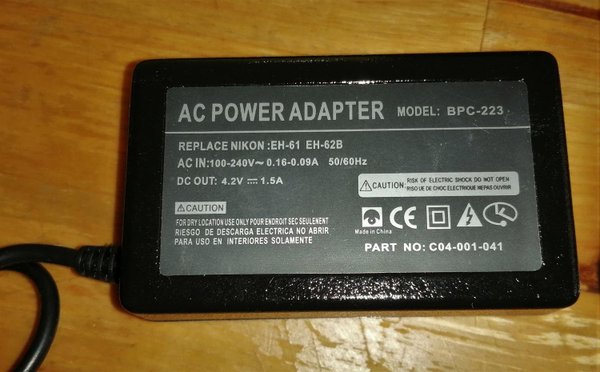 AC POWER ADAPTER MODEL: BPC-223
REPLACE NIKON :EH-61 EH-62B
AC IN:100-240V~ 0.16-0.09A 50/60Hz
DC OUT: 4.2V⎓1.5A
CAUTION: RISK OF ELECTRIC SHOCK DO NOT OPEN
RISQ UE DE CHOC ELECTRIQUE MEPAS OUVRIR
CAUTION
FOR DRY LOCATION USE ONLY POUR ENDROIT SEC SEULEMENT
RIESGO DE DESCARGA ELECTRICA NO ABRIR
PARA USO EN INTERIORES SOLAMENTE
CE
Made in China
PART NO: C04-001-041